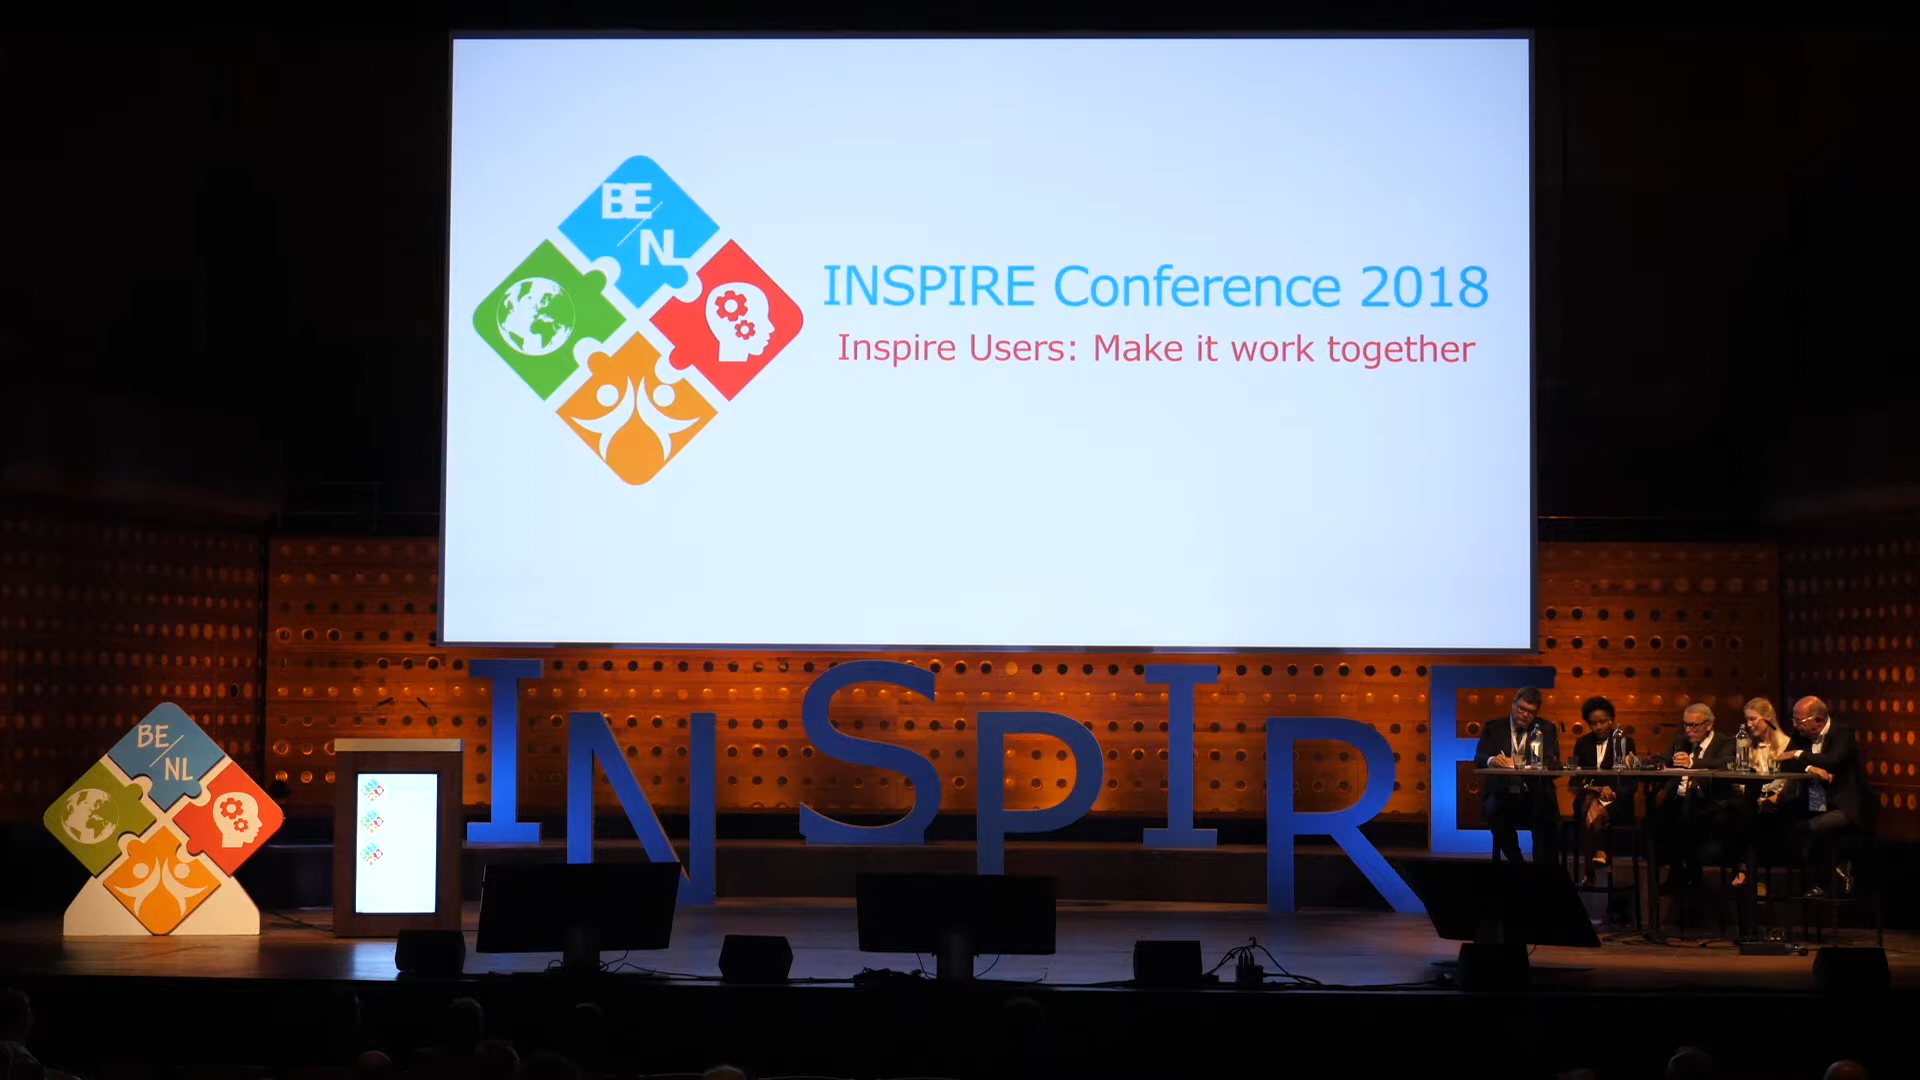 BE
NL
INSPIRE Conference 2018
Inspire Users: Make it work together
INSPIRE
BE
NL